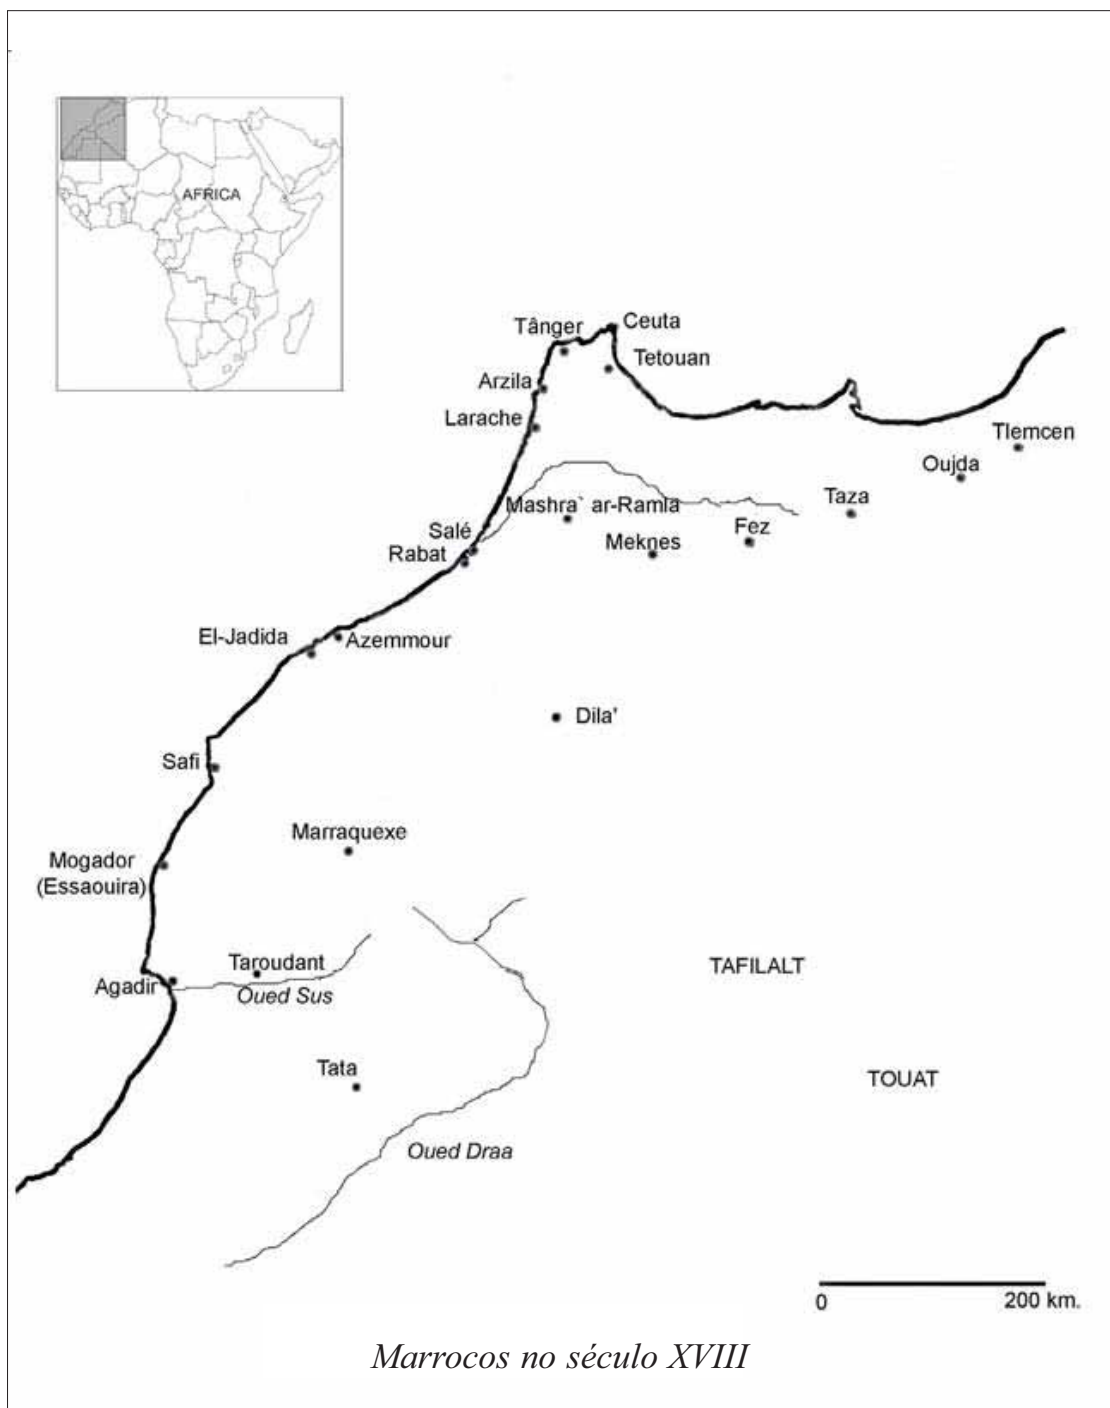 AFRICA
Tânger
Ceuta
Tetouan
Arzila
Larache
Tlemcen
Oujda
Taza
Mashra` ar-Ramla
Fez
Salé
Meknes
Rabat
El-Jadida
Azemmour
Dila'
Safi
Marraquexe
Mogador
(Essaouira)
Taroudant
TAFILALT
Agadir
Oued Sus
Tata
TOUAT
Oued Draa
0
200 km.
Marrocos no século XVIII